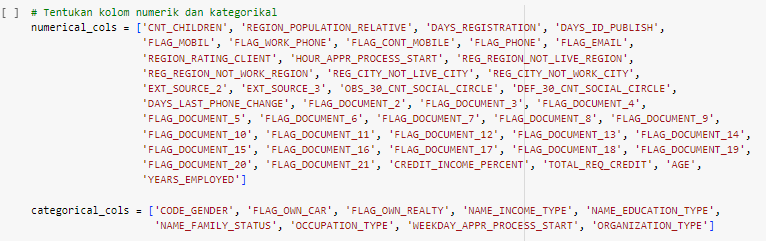 [ ] # Tentukan kolom numerik dan kategorikal
numerical_cols = ['CNT_CHILDREN', 'REGION_POPULATION_RELATIVE', 'DAYS_REGISTRATION', 'DAYS_ID_PUBLISH',
'FLAG_MOBIL', 'FLAG_WORK_PHONE', 'FLAG_CONT_MOBILE', 'FLAG_PHONE', 'FLAG_EMAIL',
'REGION_RATING_CLIENT', 'HOUR_APPR_PROCESS_START', 'REG_REGION_NOT_LIVE_REGION',
'REG_REGION_NOT_WORK_REGION', 'REG_CITY_NOT_LIVE_CITY', 'REG_CITY_NOT_WORK_CITY',
'EXT_SOURCE_2', 'EXT_SOURCE_3', 'OBS_30_CNT_SOCIAL_CIRCLE', 'DEF_30_CNT_SOCIAL_CIRCLE',
'DAYS_LAST_PHONE_CHANGE', 'FLAG_DOCUMENT_2', 'FLAG_DOCUMENT_3', 'FLAG_DOCUMENT_4',
'FLAG_DOCUMENT_5', 'FLAG_DOCUMENT_6', 'FLAG_DOCUMENT_7', 'FLAG_DOCUMENT_8', 'FLAG_DOCUMENT_9',
'FLAG_DOCUMENT_10', 'FLAG_DOCUMENT_11', 'FLAG_DOCUMENT_12', 'FLAG_DOCUMENT_13', 'FLAG_DOCUMENT_14',
'FLAG_DOCUMENT_15', 'FLAG_DOCUMENT_16', 'FLAG_DOCUMENT_17', 'FLAG_DOCUMENT_18', 'FLAG_DOCUMENT_19',
'FLAG_DOCUMENT_20', 'FLAG_DOCUMENT_21', 'CREDIT_INCOME_PERCENT', 'TOTAL_REQ_CREDIT', 'AGE',
'YEARS_EMPLOYED']
categorical_cols = ['CODE_GENDER', 'FLAG_OWN_CAR', 'FLAG_OWN_REALTY', 'NAME_INCOME_TYPE', 'NAME_EDUCATION_TYPE',
'NAME_FAMILY_STATUS', 'OCCUPATION_TYPE', 'WEEKDAY_APPR_PROCESS_START', 'ORGANIZATION_TYPE']